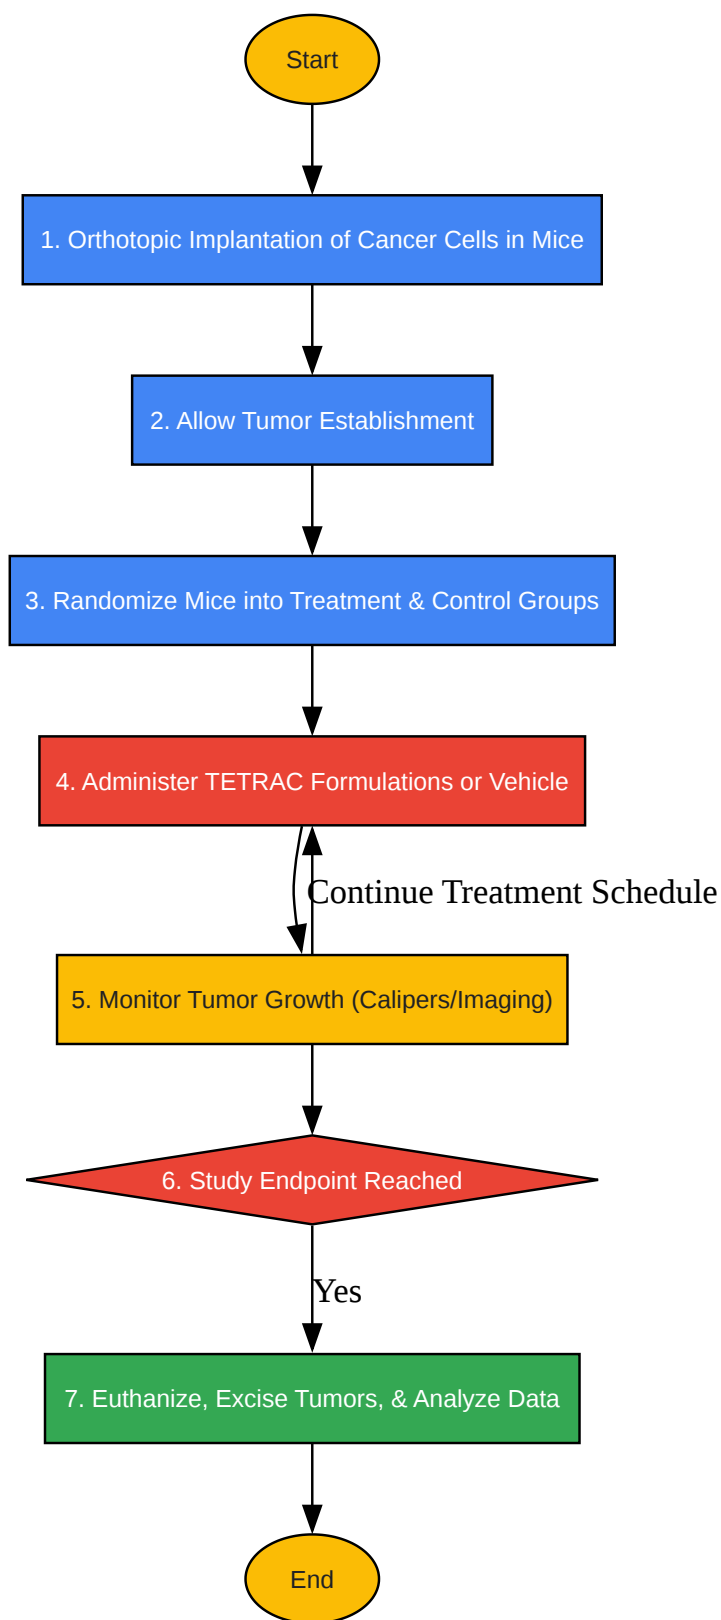 Start
1. Orthotopic Implantation of Cancer Cells in Mice
2. Allow Tumor Establishment
3. Randomize Mice into Treatment & Control Groups
4. Administer TETRAC Formulations or Vehicle
Continue Treatment Schedule
5. Monitor Tumor Growth (Calipers/Imaging)
6. Study Endpoint Reached
Yes
7. Euthanize, Excise Tumors, & Analyze Data
End